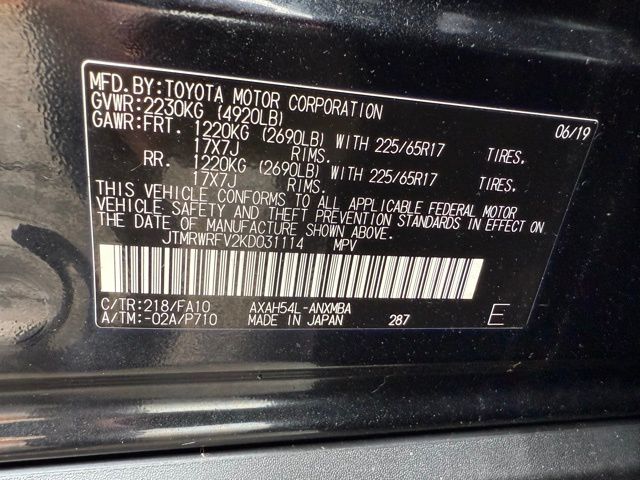 MFD.BY:TOYOTA MOTOR CORPORATION 06/19
GVWR:2230KG (4920LB)
GAWR:FRT. 1220KG (2690LB) WITH 225/65R17 TIRES.
17X7J RIMS.
RR. 1220KG (2690LB) WITH 225/65R17 TIRES.
17X7J RIMS.
THIS VEHICLE CONFORMS TO ALL APPLICABLE FEDERAL MOTOR
VEHICLE SAFETY AND THEFT PREVENTION STANDARDS IN EFFECT ON
THE DATE OF MANUFACTURE SHOWN ABOVE.
JTMRWRFV2KD031114 MPV
C/TR:218/FA10 AXAH54L-ANXMBA
A/TM:-02A/P710 MADE IN JAPAN 287 E